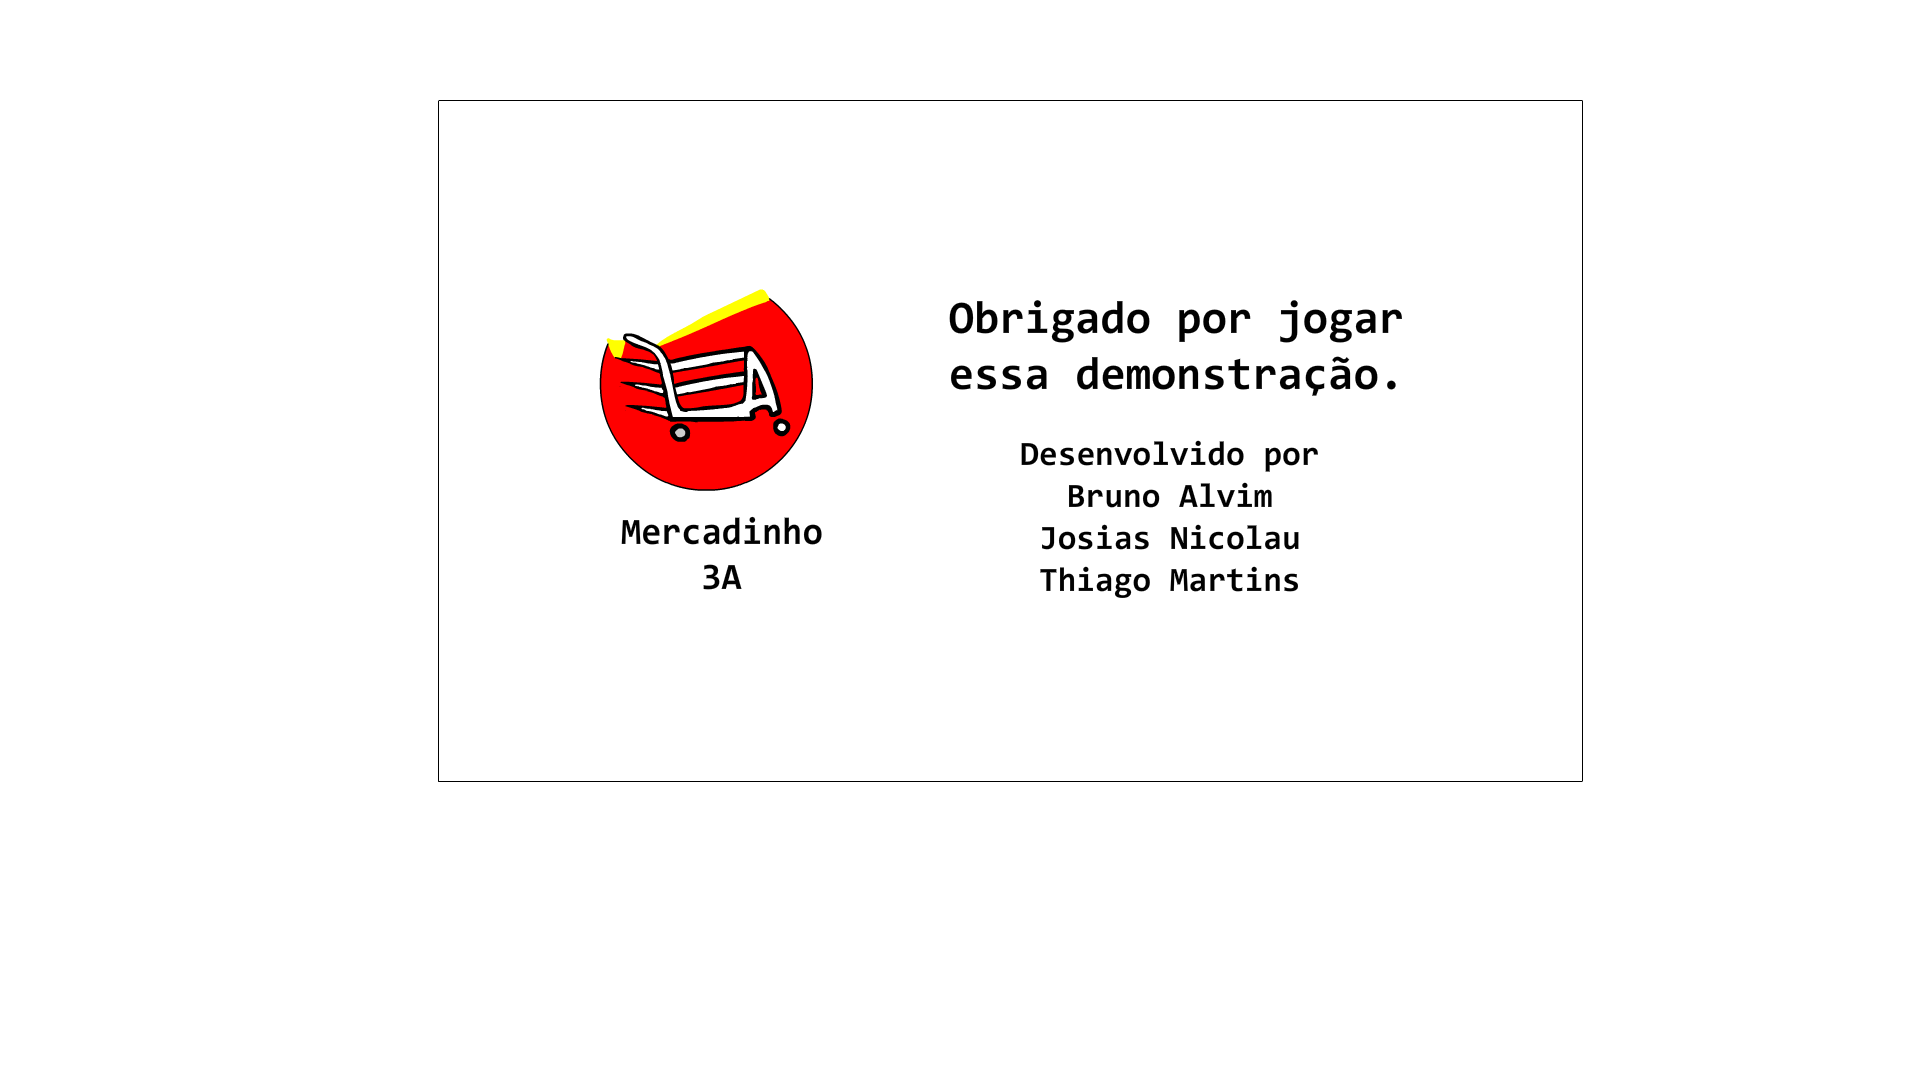 Obrigado por jogar
essa demonstração.
Desenvolvido por
Bruno Alvim
Josias Nicolau
Thiago Martins
Mercadinho
3A